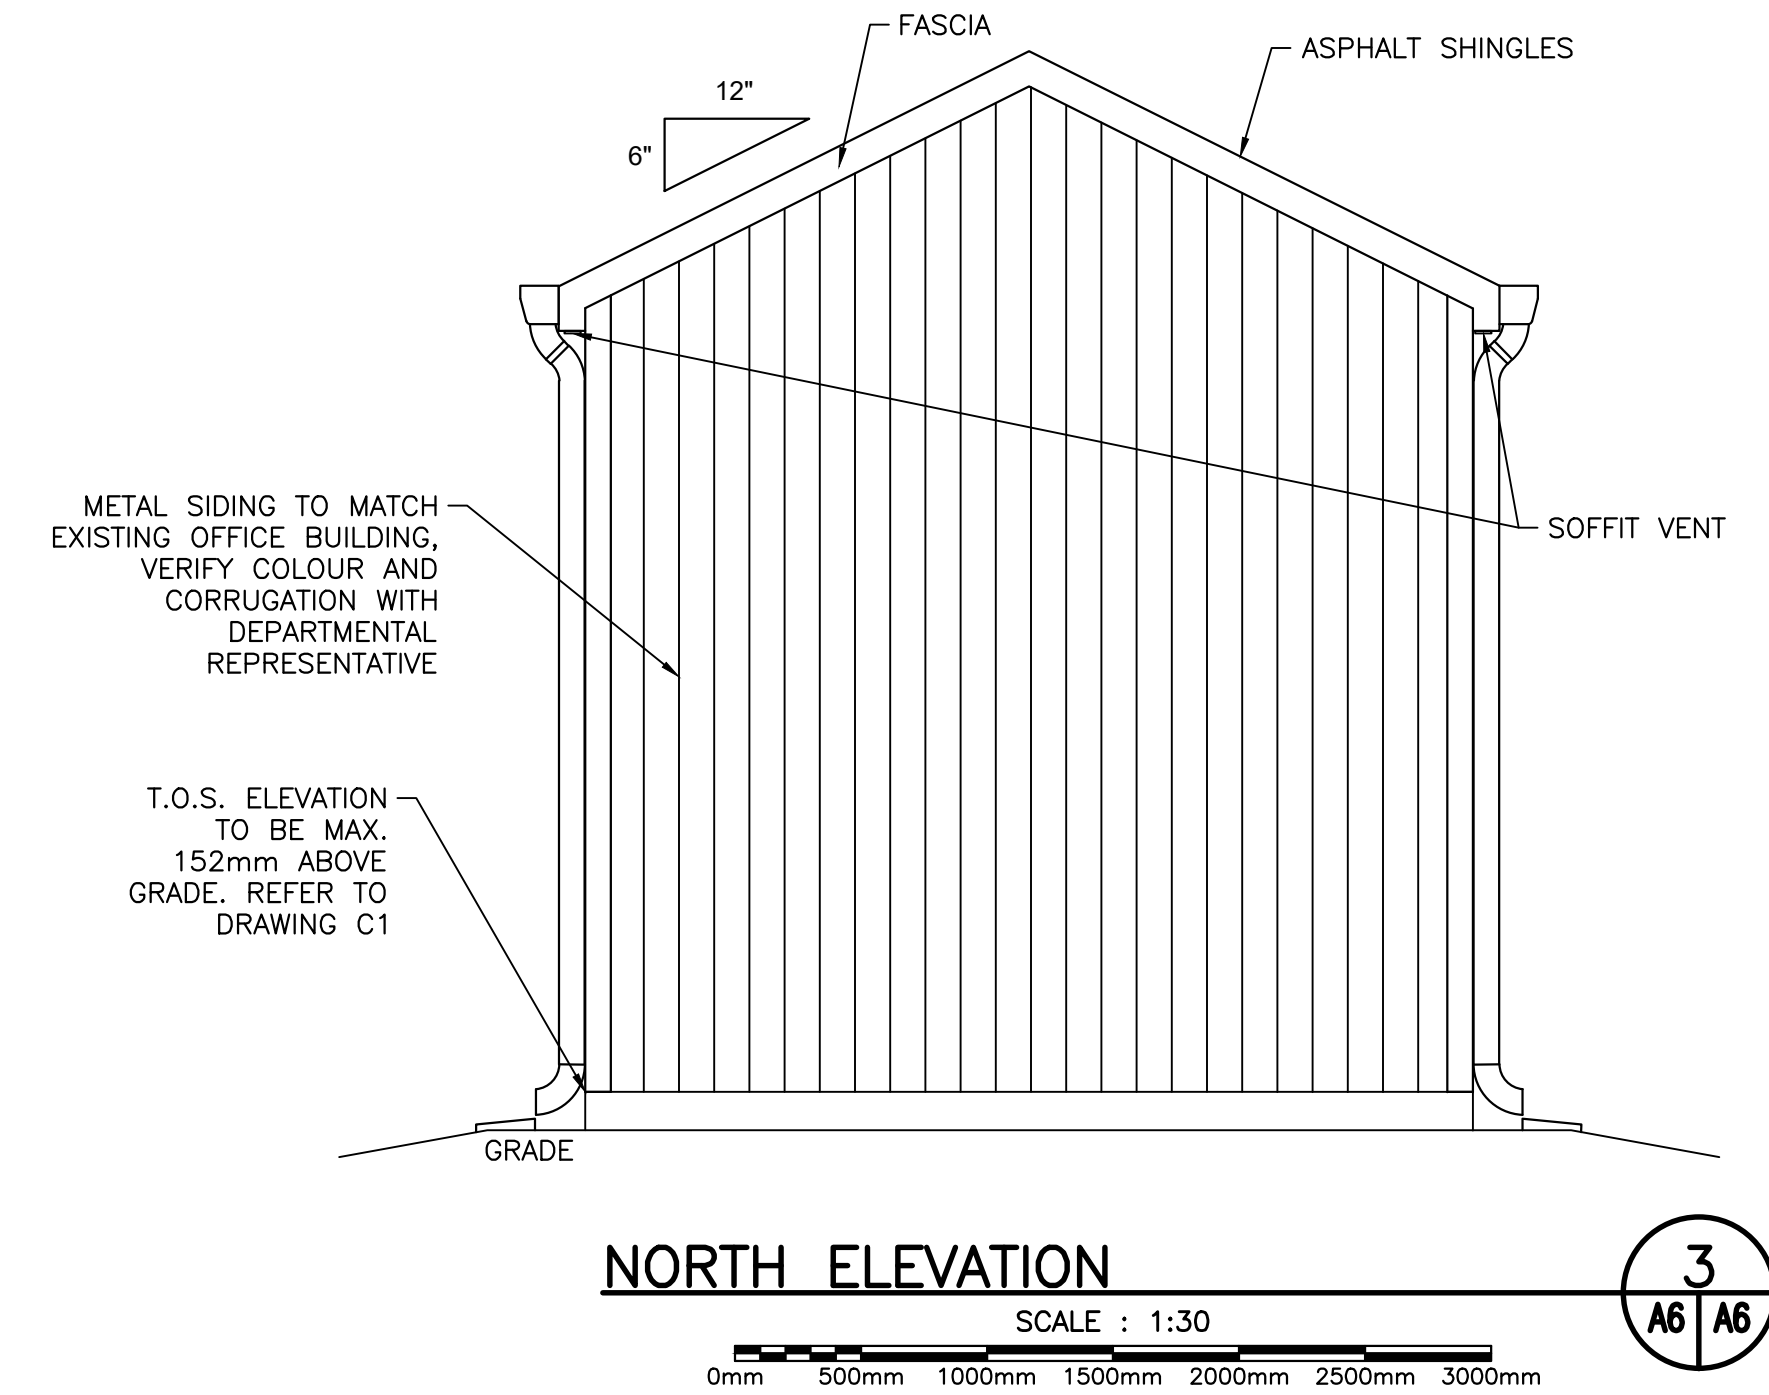 FASCIA
ASPHALT SHINGLES
12"
6"
METAL SIDING TO MATCH
EXISTING OFFICE BUILDING,
VERIFY COLOUR AND
CORRUGATION WITH
DEPARTMENTAL
REPRESENTATIVE
SOFFIT VENT
T.O.S. ELEVATION
TO BE MAX.
152mm ABOVE
GRADE. REFER TO
DRAWING C1
GRADE
NORTH ELEVATION
3
A6 A6
SCALE : 1:30
0mm 500mm 1000mm 1500mm 2000mm 2500mm 3000mm